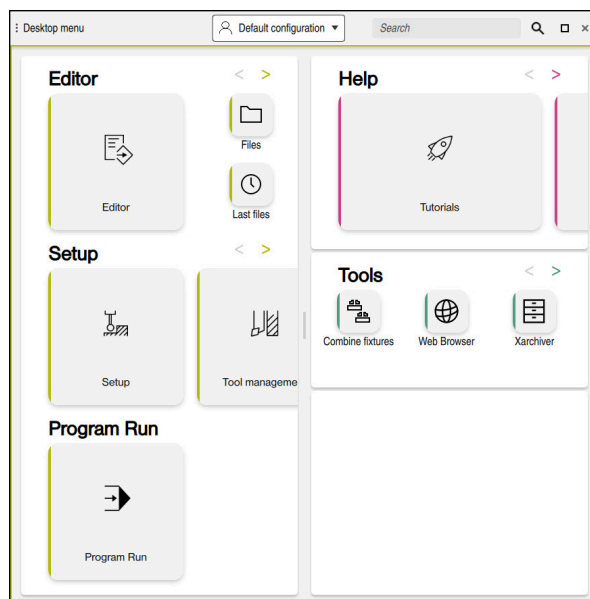 Desktop menu
Default configuration
Search
Editor
Editor
Files
Last files
Setup
Setup
Tool manageme
Program Run
Program Run
Help
Tutorials
Tools
Combine fixtures
Web Browser
Xarchiver